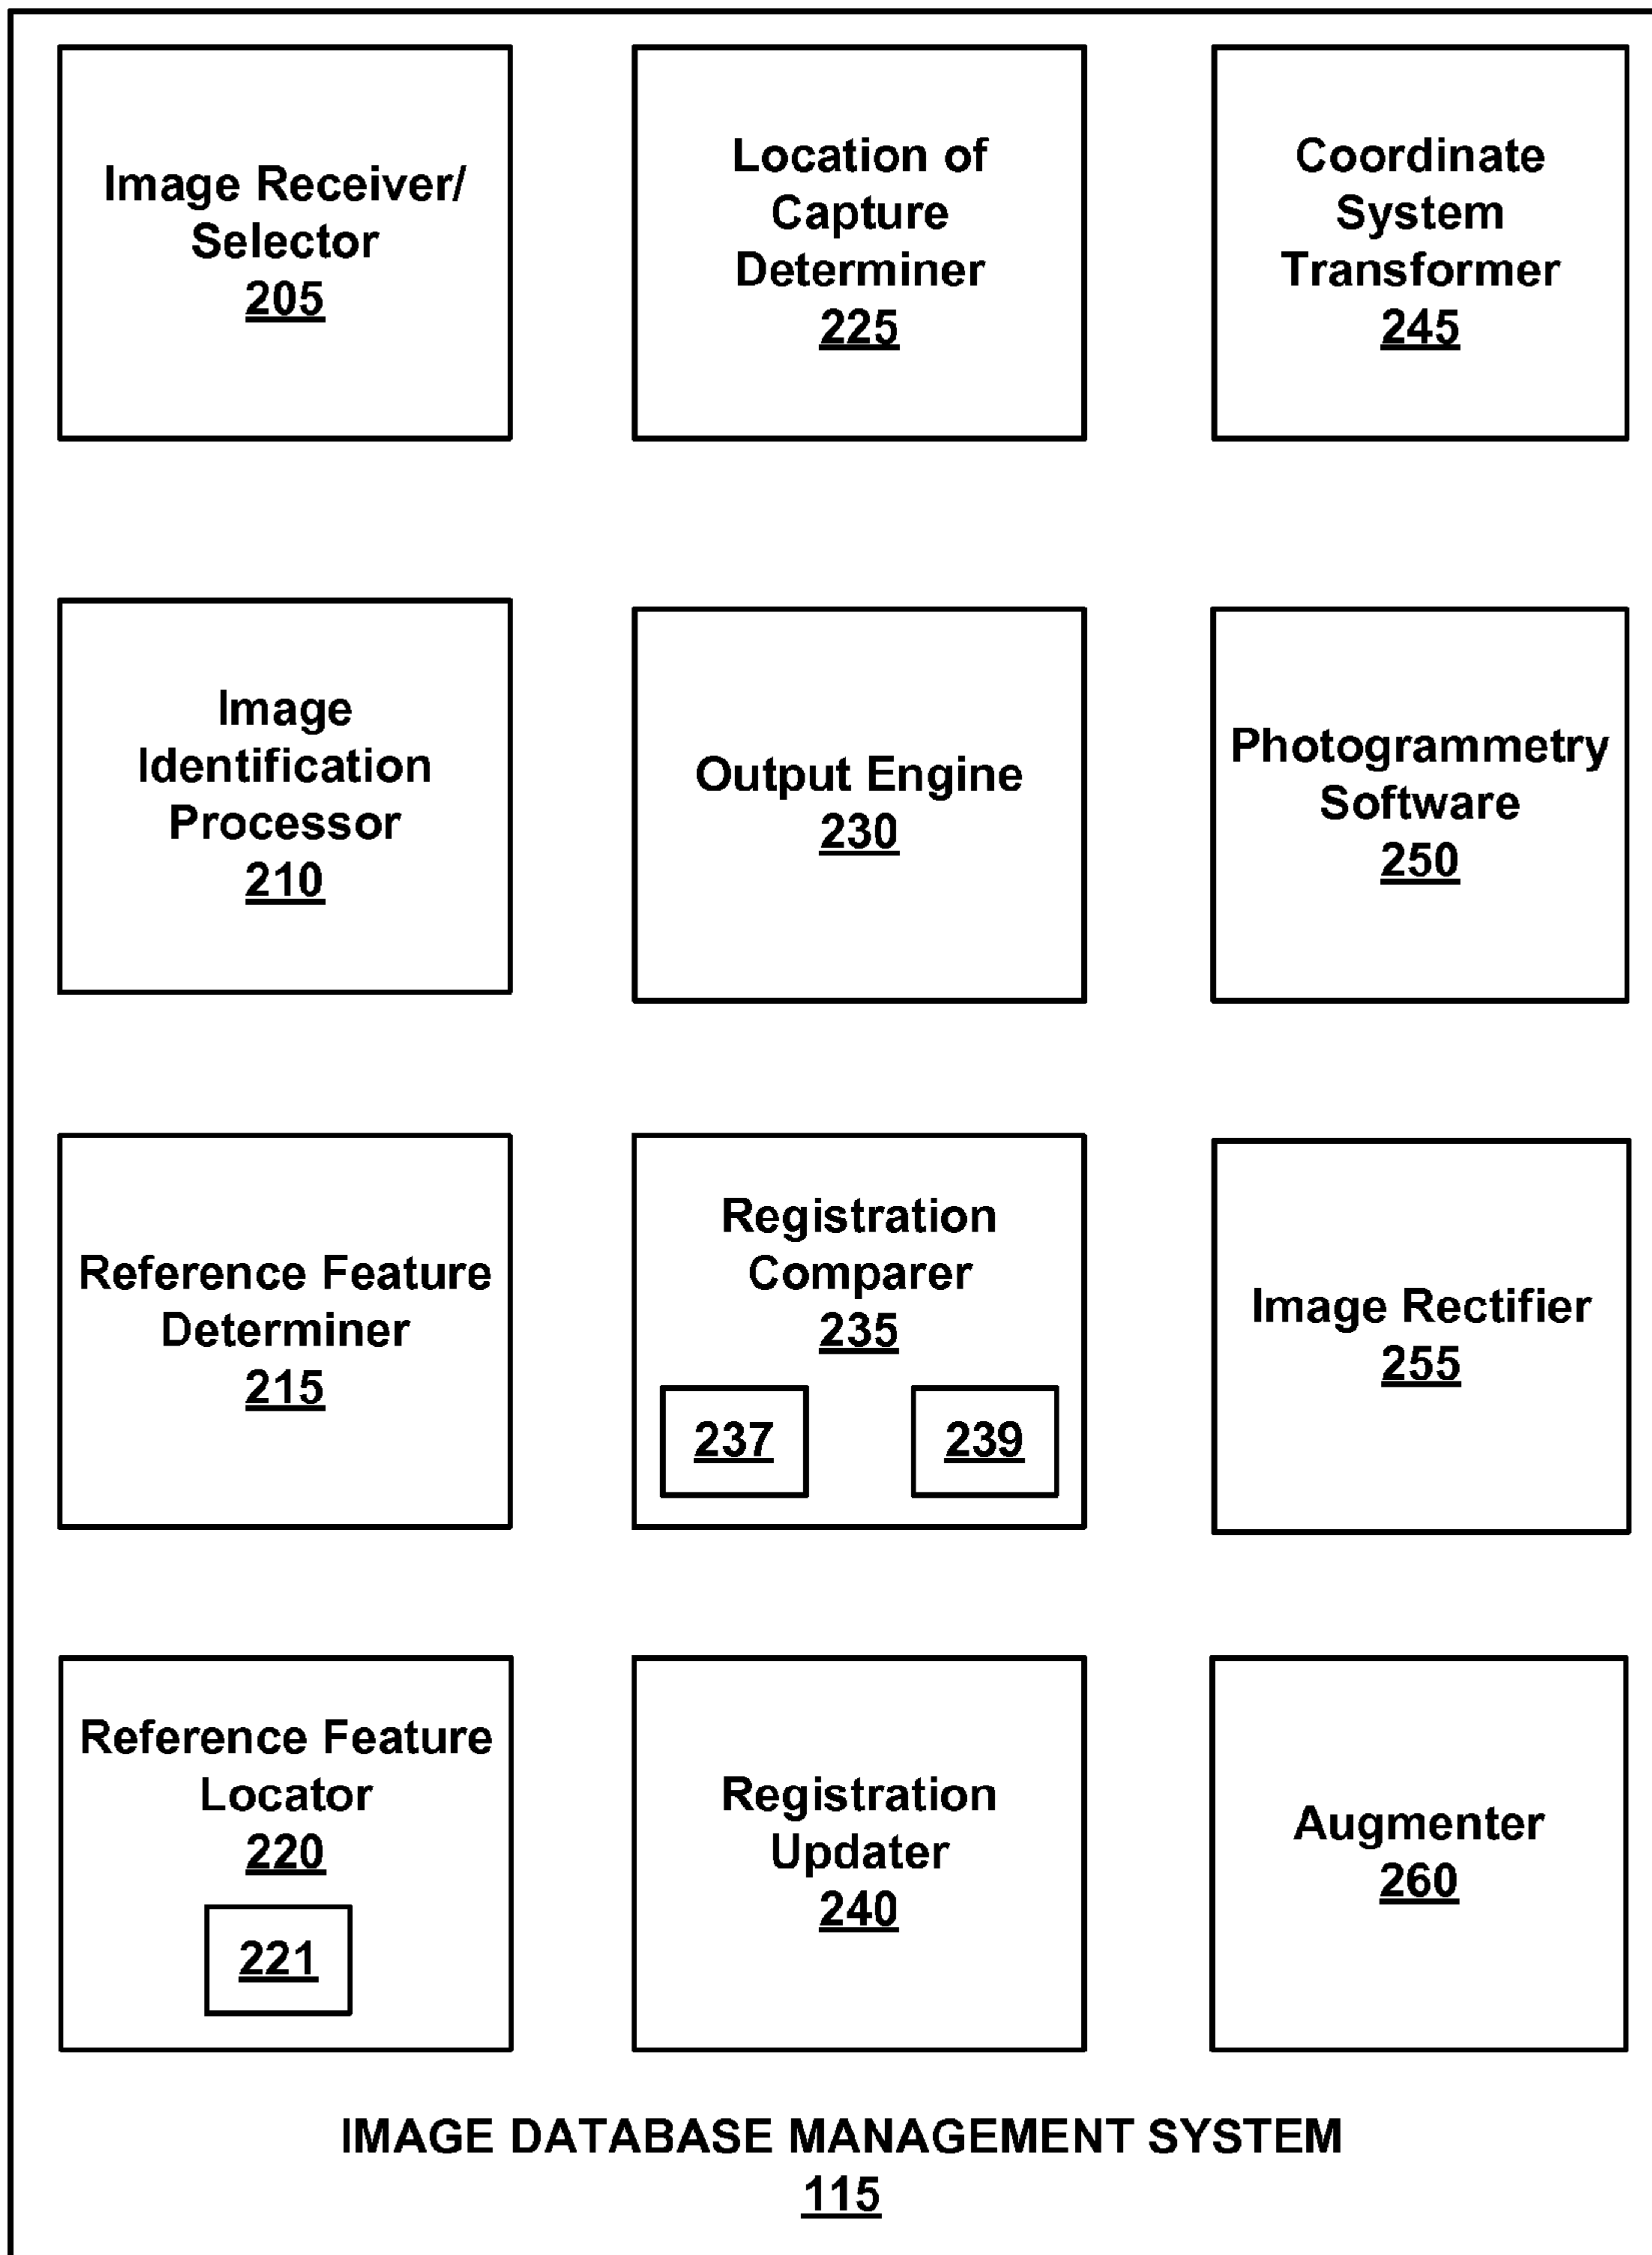 Image Receiver/
Selector
205
Location of
Capture
Determiner
225
Coordinate
System
Transformer
245
Image
Identification
Processor
210
Output Engine
230
Photogrammetry
Software
250
Reference Feature
Determiner
215
Registration
Comparer
235
237
239
Image Rectifier
255
Reference Feature
Locator
220
221
Registration
Updater
240
Augmenter
260
IMAGE DATABASE MANAGEMENT SYSTEM
115